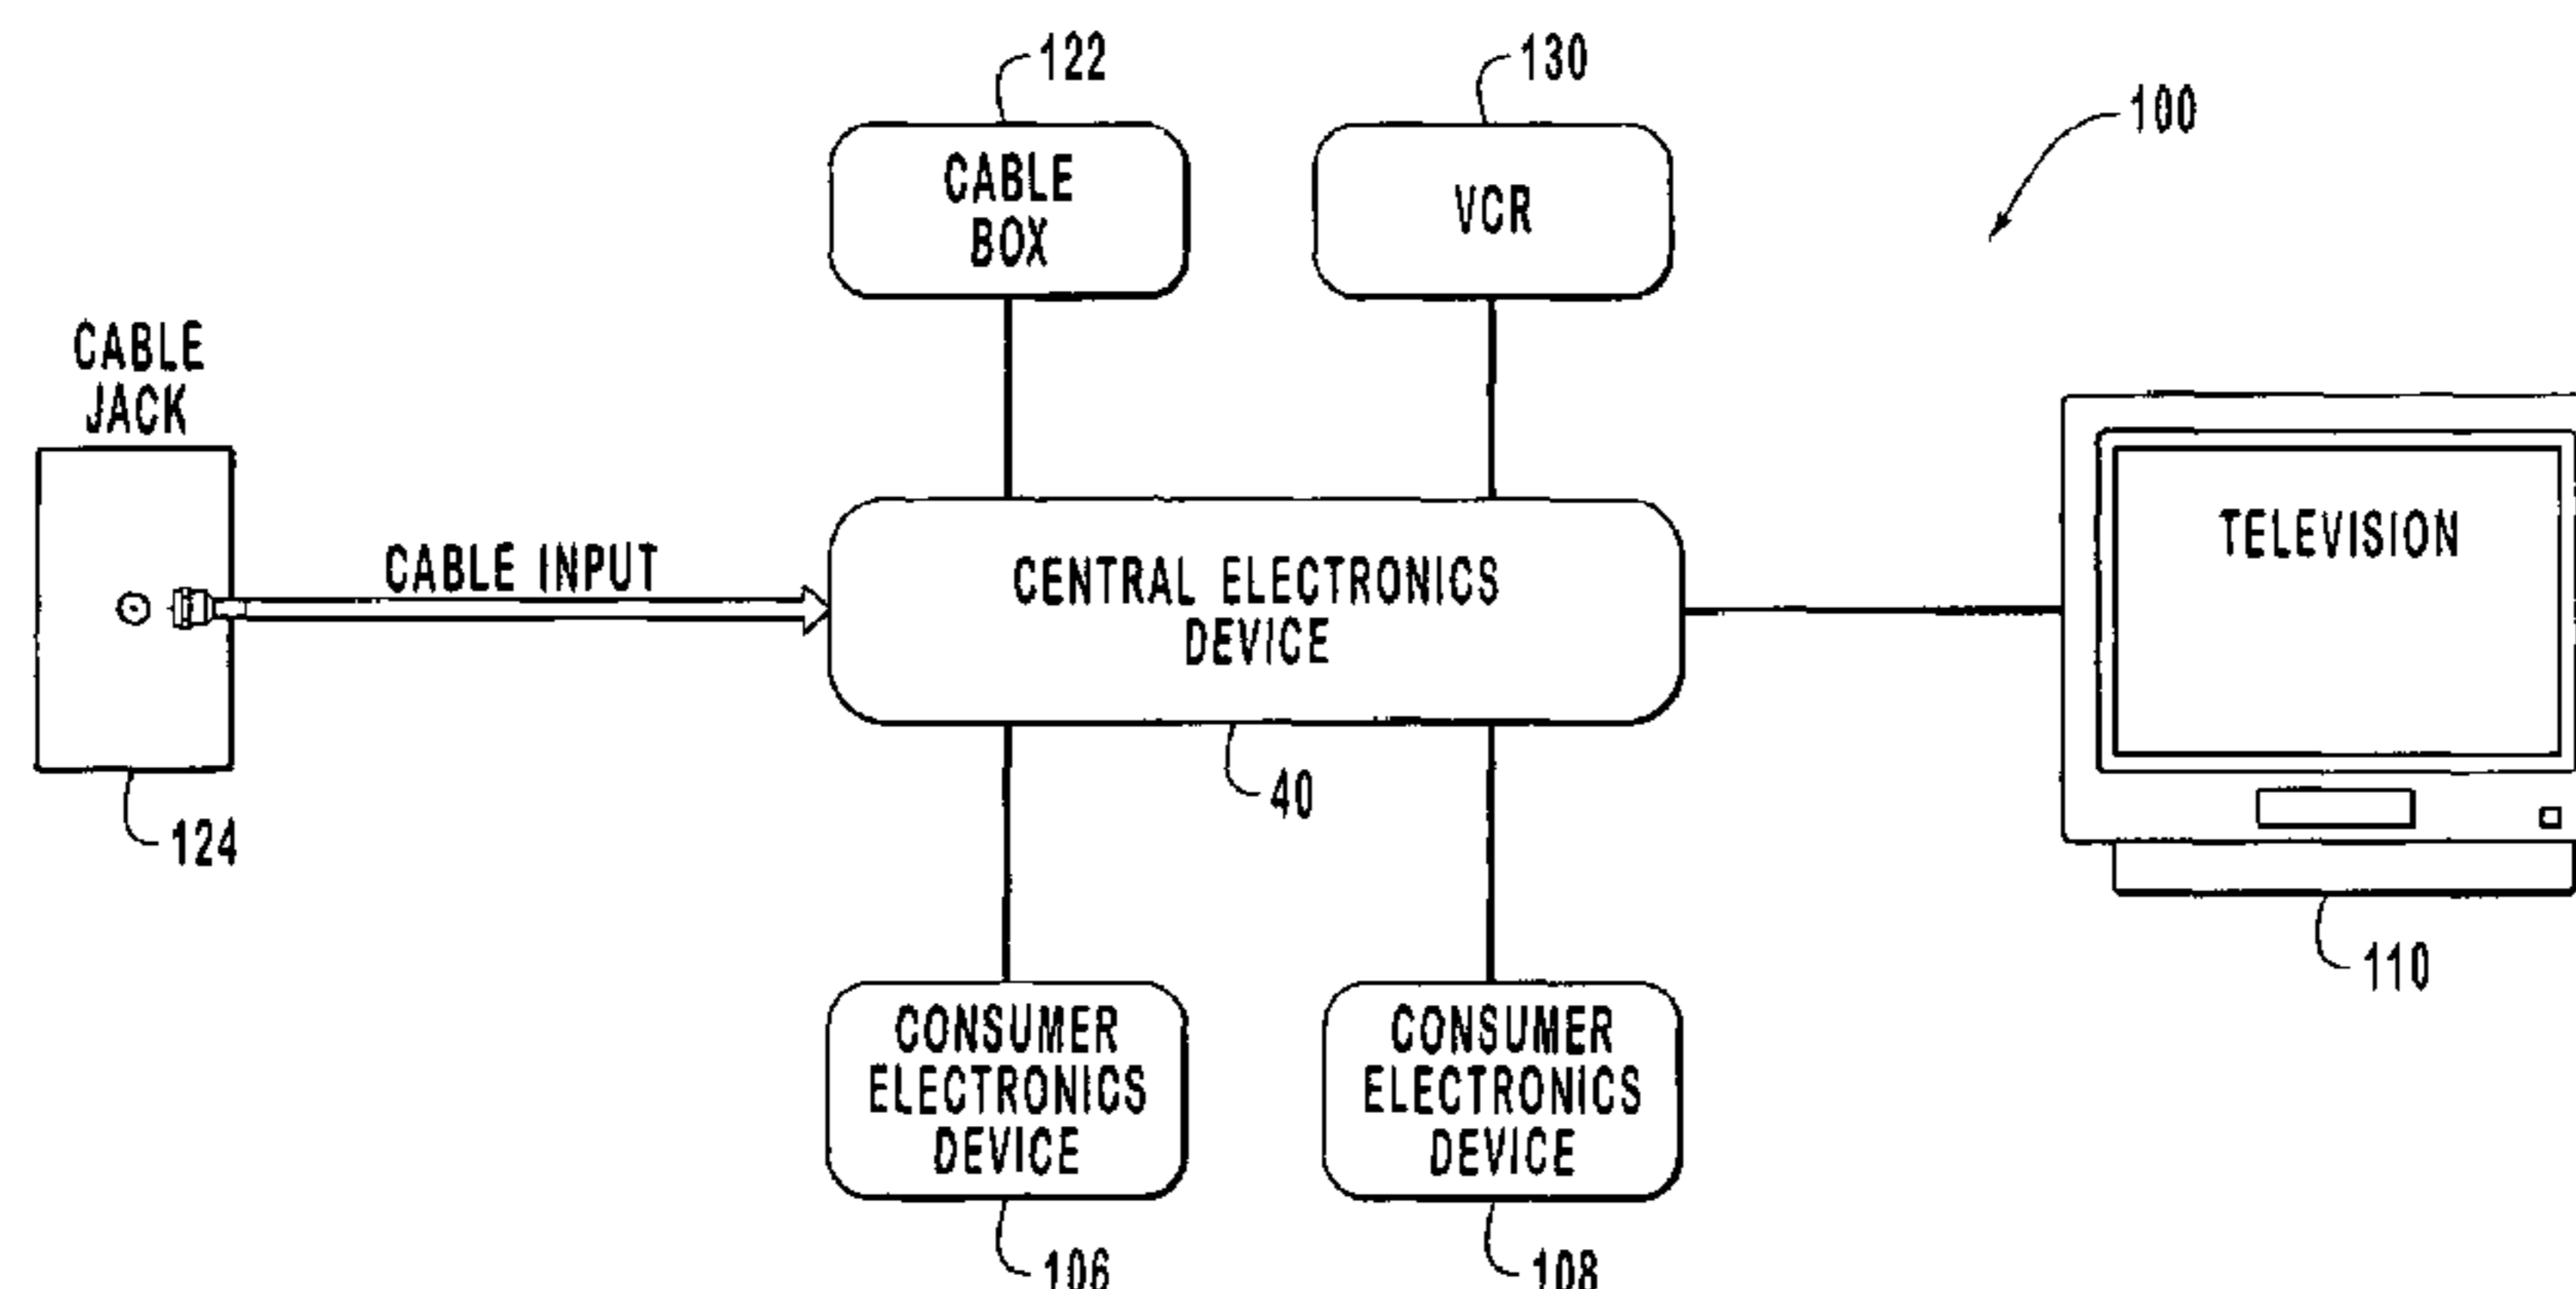 122
130
100
CABLE
BOX
VCR
CABLE
JACK
TELEVISION
CABLE INPUT
CENTRAL ELECTRONICS
DEVICE
40
124
110
CONSUMER
ELECTRONICS
DEVICE
CONSUMER
ELECTRONICS
DEVICE
106
108